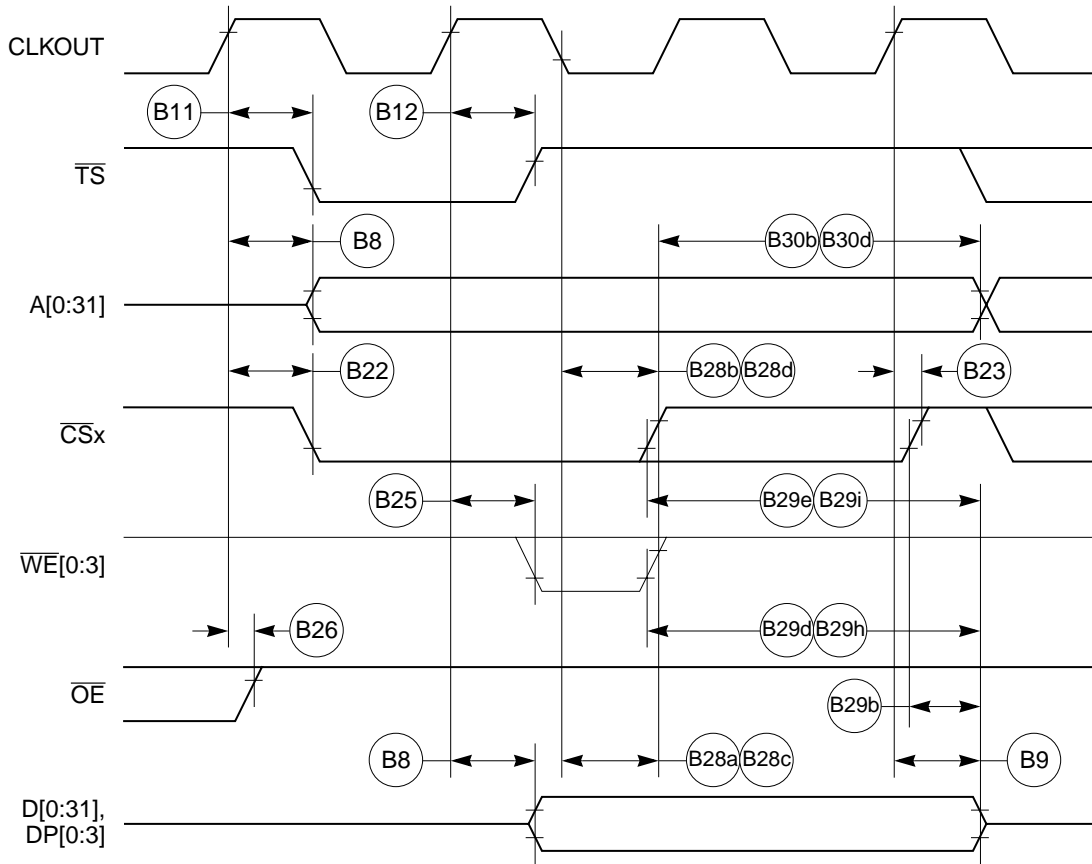 CLKOUT
B11 B12
TS
B8 B30b B30d
A[0:31]
B22 B28b B28d B23
CSx
B25 B29e B29i
WE[0:3]
B26 B29d B29h
OE
B29b
B8 B28a B28c B9
D[0:31],
DP[0:3]